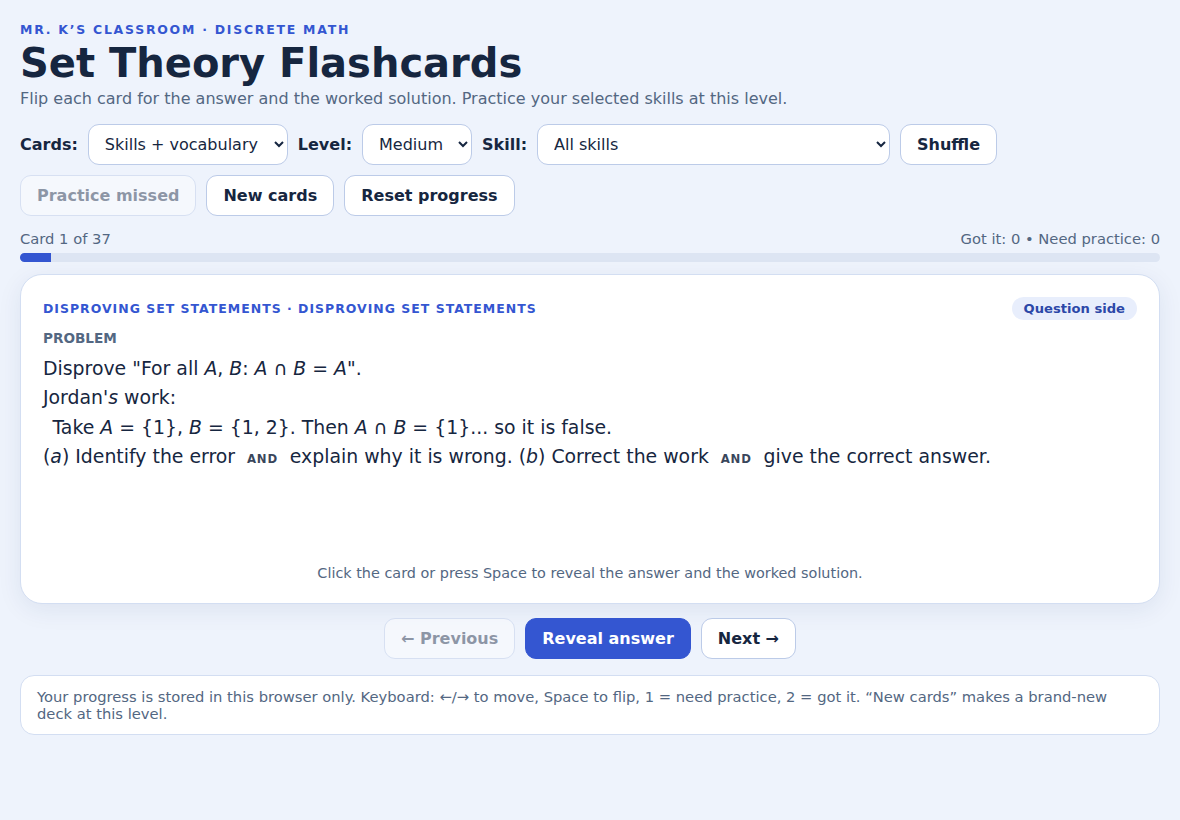 MR. K’S CLASSROOM · DISCRETE MATH
Set Theory Flashcards
Flip each card for the answer and the worked solution. Practice your selected skills at this level.
Cards: Skills + vocabulary Level: Medium Skill: All skills Shuffle
Practice missed New cards Reset progress
Card 1 of 37 Got it: 0 • Need practice: 0
DISPROVING SET STATEMENTS · DISPROVING SET STATEMENTS Question side
PROBLEM
Disprove "For all A, B: A ∩ B = A".
Jordan's work:
Take A = {1}, B = {1, 2}. Then A ∩ B = {1}... so it is false.
(a) Identify the error AND explain why it is wrong. (b) Correct the work AND give the correct answer.
Click the card or press Space to reveal the answer and the worked solution.
← Previous Reveal answer Next →
Your progress is stored in this browser only. Keyboard: ←/→ to move, Space to flip, 1 = need practice, 2 = got it. “New cards” makes a brand-new
deck at this level.